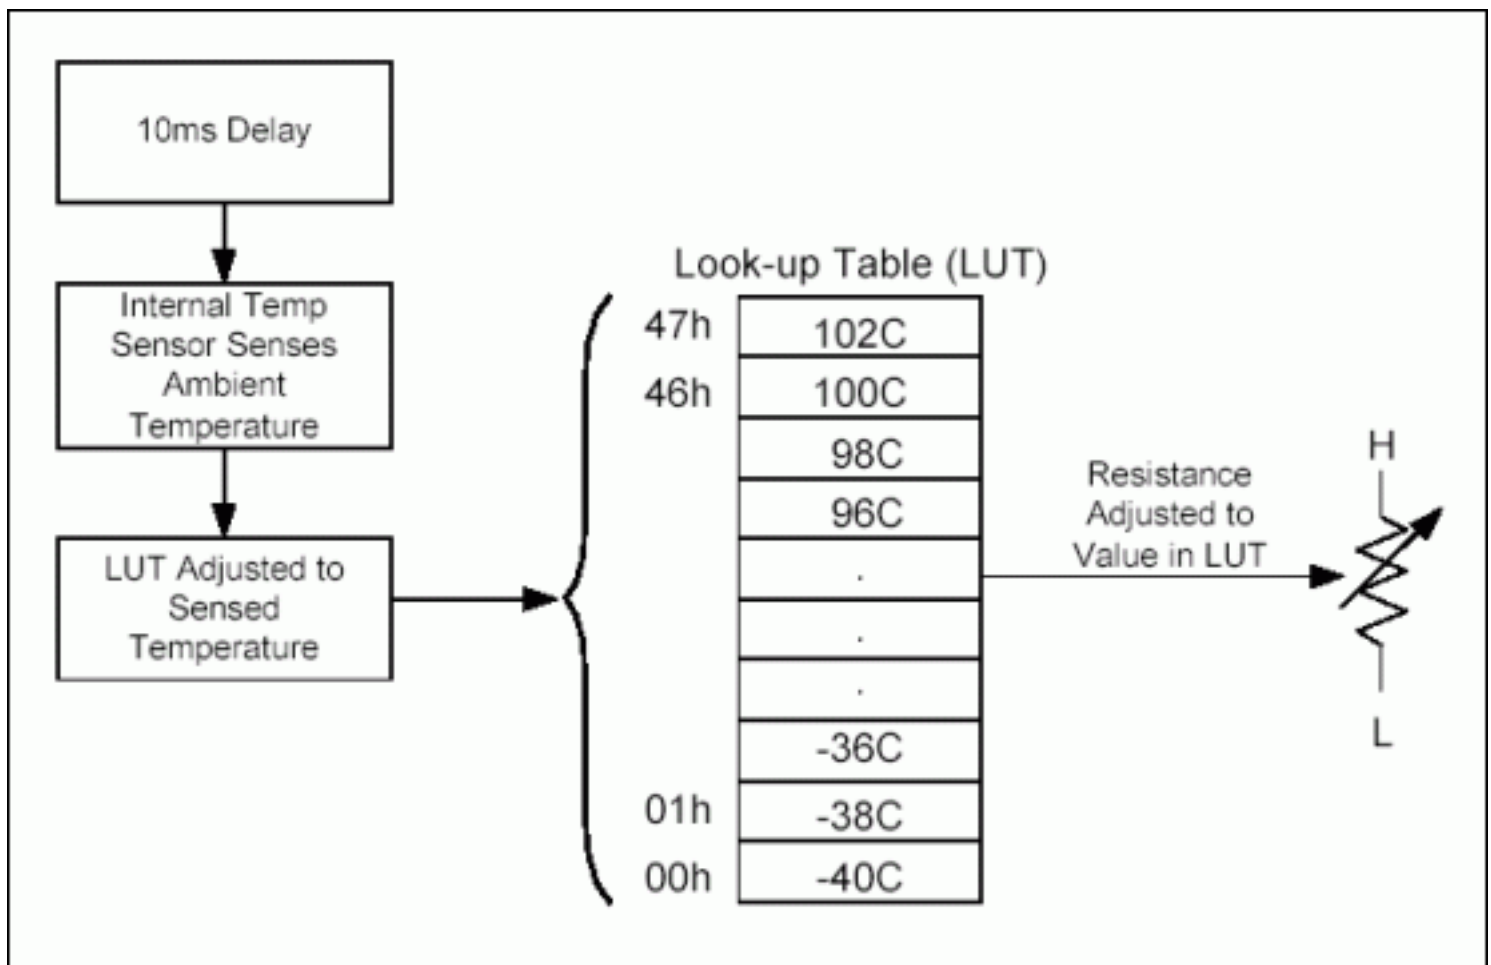 10ms Delay
Internal Temp
Sensor Senses
Ambient
Temperature
LUT Adjusted to
Sensed
Temperature
Look-up Table (LUT)
47h 102C
46h 100C
98C
96C
.
.
.
-36C
01h -38C
00h -40C
Resistance
Adjusted to
Value in LUT
H
L